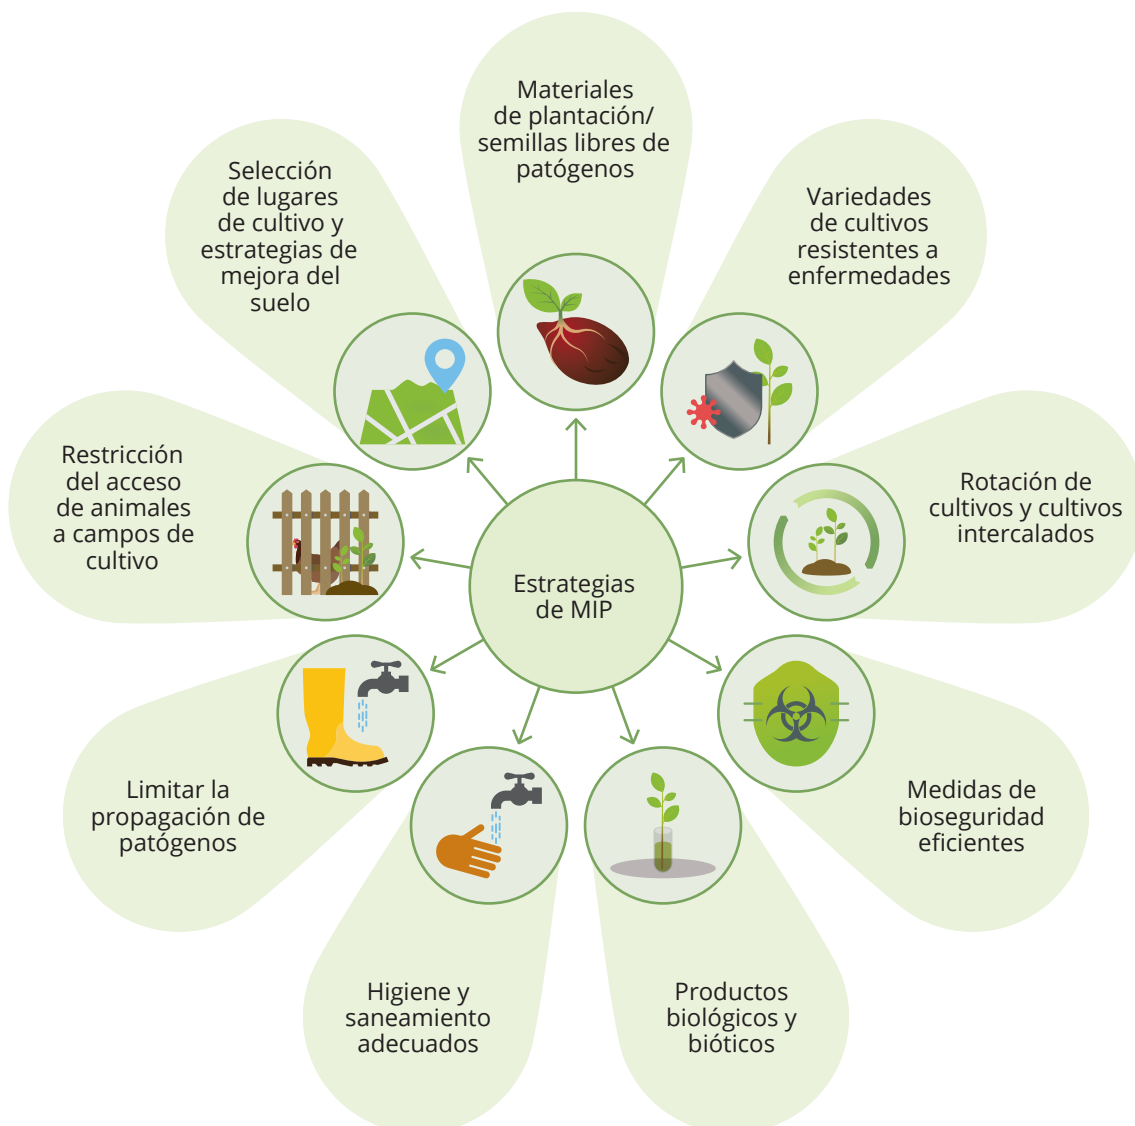 Materiales
de plantación/
semillas libres de
patógenos
Variedades
de cultivos
resistentes a
enfermedades
Rotación de
cultivos y cultivos
intercalados
Medidas de
bioseguridad
eficientes
Productos
biológicos y
bióticos
Higiene y
saneamiento
adecuados
Limitar la
propagación de
patógenos
Restricción
del acceso
de animales
a campos de
cultivo
Selección
de lugares
de cultivo y
estrategias de
mejora del
suelo
Estrategias
de MIP